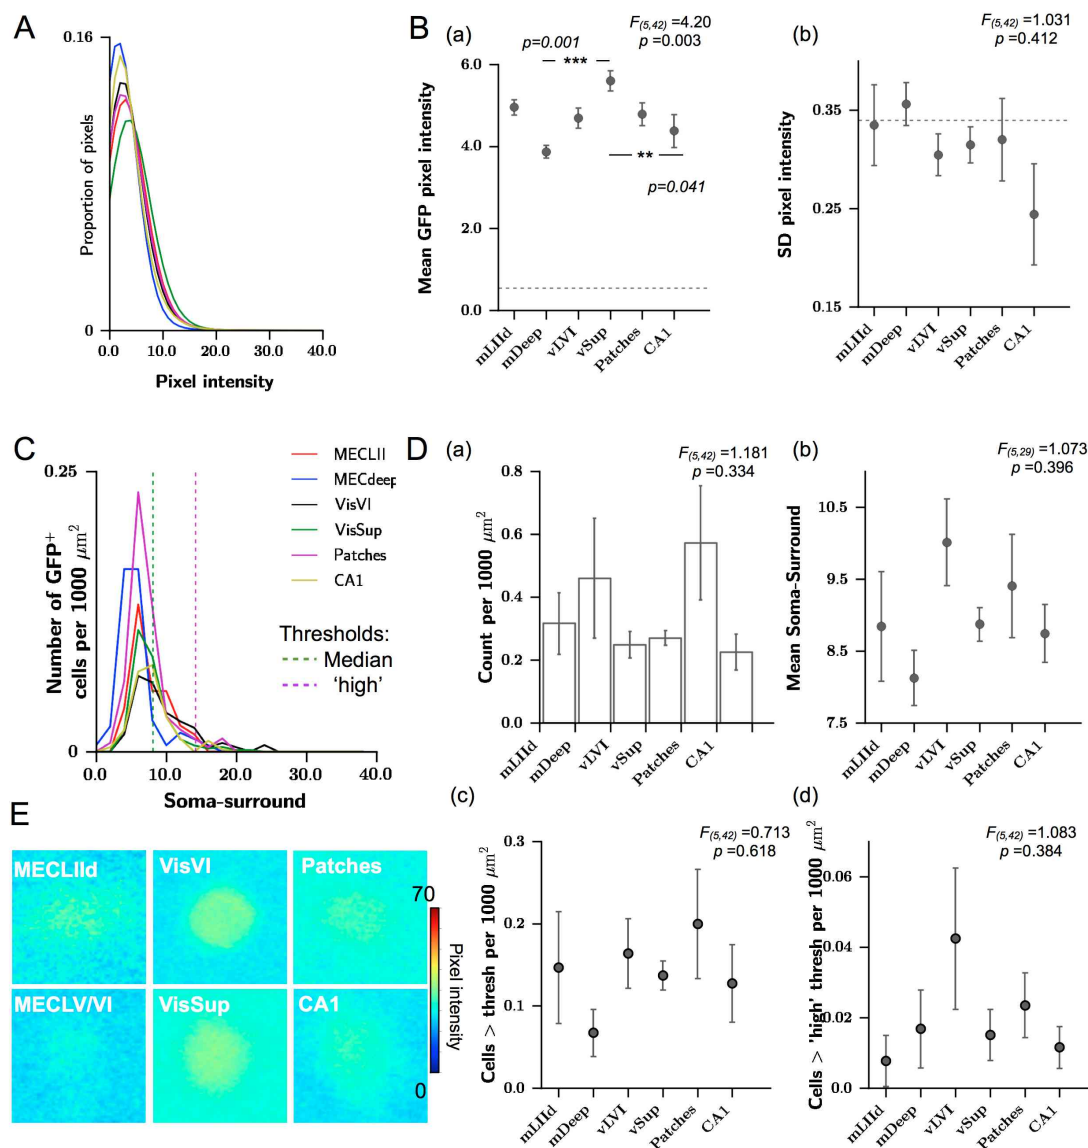 A
0.16
Proportion of pixels
0
0.0
10.0
20.0
30.0
40.0
Pixel intensity
B
(a)
F(5,42)=4.20
p=0.003
p=0.001
***
**
p=0.041
Mean GFP pixel intensity
6.0
4.0
2.0
0.0
mLIId
mDeep
vLVI
vSup
Patches
CA1
(b)
F(5,42)=1.031
p =0.412
SD pixel intensity
0.35
0.25
0.15
mLIId
mDeep
vLVI
vSup
Patches
CA1
C
0.25
Number of GFP+
cells per 1000 μm2
0
0.0
10.0
20.0
30.0
40.0
Soma-surround
MECLII
MECdeep
VisVI
VisSup
Patches
CA1
Thresholds:
Median
'high'
D
(a)
F(5,42)=1.181
p=0.334
Count per 1000 μm2
0.8
0.6
0.4
0.2
0.0
mLIId
mDeep
vLVI
vSup
Patches
CA1
(b)
F(5,29)=1.073
p =0.396
Mean Soma-Surround
10.5
9.5
8.5
7.5
mLIId
mDeep
vLVI
vSup
Patches
CA1
(c)
F(5,42)=0.713
p =0.618
Cells > thresh per 1000 μm2
0.3
0.2
0.1
0.0
mLIId
mDeep
vLVI
vSup
Patches
CA1
(d)
F(5,42)=1.083
p =0.384
Cells > 'high' thresh per 1000 μm2
0.06
0.04
0.02
0.0
mLIId
mDeep
vLVI
vSup
Patches
CA1
E
MECLIId
VisVI
Patches
MECLV/VI
VisSup
CA1
70
Pixel intensity
0